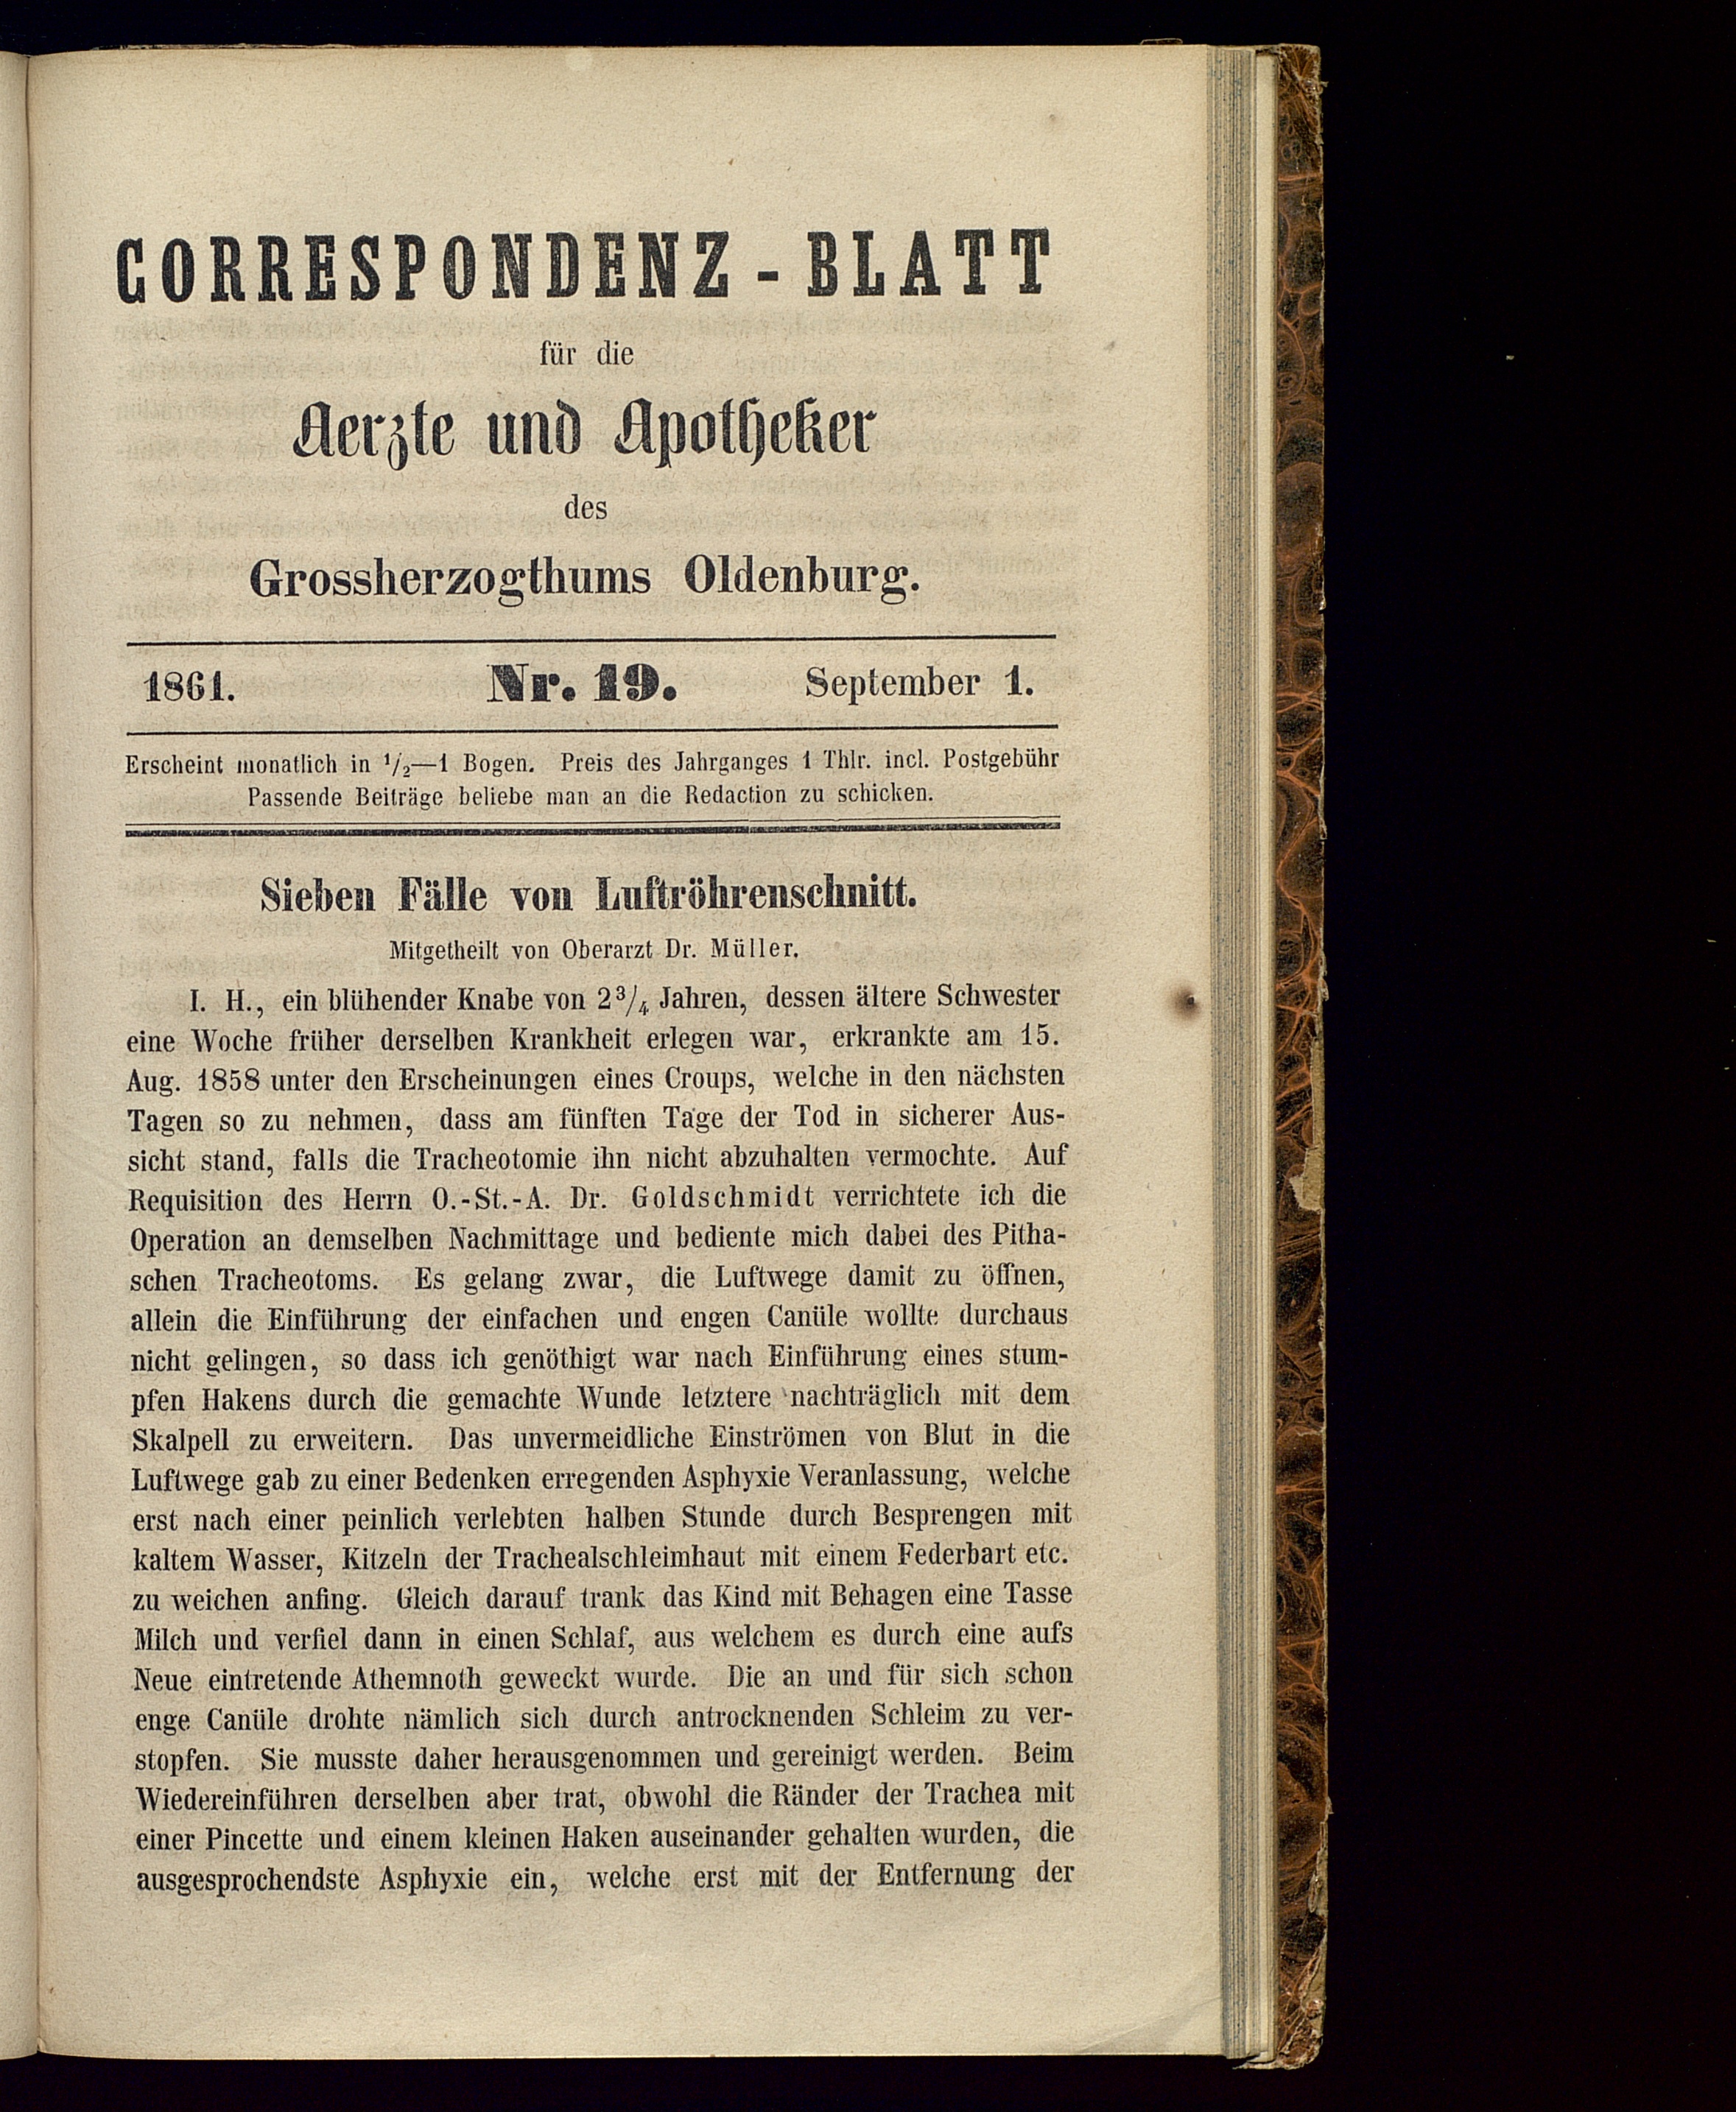 CORRESPONDENZ-BLATT
für die
Aerzte und Apotheker
des
Grossherzogthums Oldenburg.
1861. Nr. 19. September 1.
Erscheint monatlich in 1/2—1 Bogen. Preis des Jahrganges 1 Thlr. incl. Postgebühr
Passende Beiträge beliebe man an die Redaction zu schicken.
Sieben Fälle von Luftröhrenschnitt.
Mitgetheilt von Oberarzt Dr. Müller.
I. H., ein blühender Knabe von 2 3/4 Jahren, dessen ältere Schwester
eine Woche früher derselben Krankheit erlegen war, erkrankte am 15.
Aug. 1858 unter den Erscheinungen eines Croups, welche in den nächsten
Tagen so zu nehmen, dass am fünften Tage der Tod in sicherer Aus-
sicht stand, falls die Tracheotomie ihn nicht abzuhalten vermochte. Auf
Requisition des Herrn O.-St.-A. Dr. Goldschmidt verrichtete ich die
Operation an demselben Nachmittage und bediente mich dabei des Pitha-
schen Tracheotoms. Es gelang zwar, die Luftwege damit zu öffnen,
allein die Einführung der einfachen und engen Canüle wollte durchaus
nicht gelingen, so dass ich genöthigt war nach Einführung eines stum-
pfen Hakens durch die gemachte Wunde letztere nachträglich mit dem
Skalpell zu erweitern. Das unvermeidliche Einströmen von Blut in die
Luftwege gab zu einer Bedenken erregenden Asphyxie Veranlassung, welche
erst nach einer peinlich verlebten halben Stunde durch Besprengen mit
kaltem Wasser, Kitzeln der Trachealschleimhaut mit einem Federbart etc.
zu weichen anfing. Gleich darauf trank das Kind mit Behagen eine Tasse
Milch und verfiel dann in einen Schlaf, aus welchem es durch eine aufs
Neue eintretende Athemnoth geweckt wurde. Die an und für sich schon
enge Canüle drohte nämlich sich durch antrocknenden Schleim zu ver-
stopfen. Sie musste daher herausgenommen und gereinigt werden. Beim
Wiedereinführen derselben aber trat, obwohl die Ränder der Trachea mit
einer Pincette und einem kleinen Haken auseinander gehalten wurden, die
ausgesprochendste Asphyxie ein, welche erst mit der Entfernung der